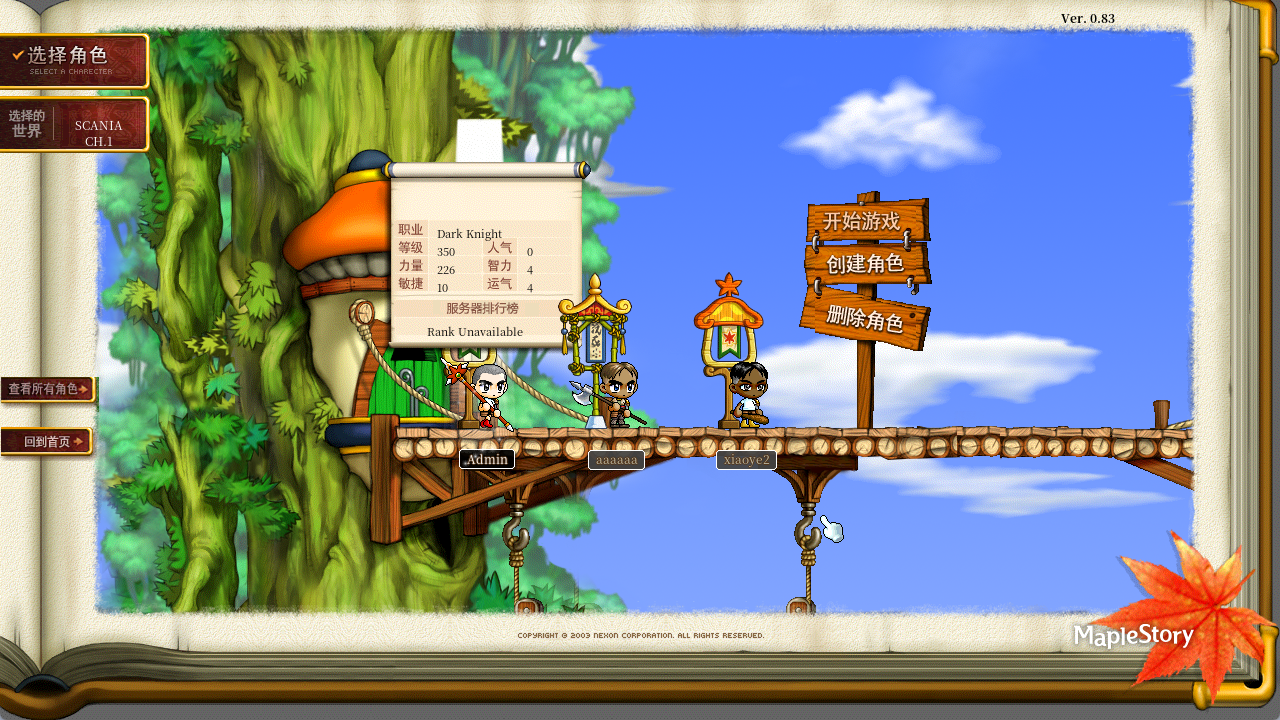 Ver. 0.83
选择角色
SELECT A CHARECTER
选择的
世界
SCANIA
CH.1
职业 Dark Knight
等级 350 人气 0
力量 226 智力 4
敏捷 10 运气 4
服务器排行榜
Rank Unavailable
开始游戏
创建角色
删除角色
查看所有角色
回到首页
Admin
aaaaaa
xiaoye2
COPYRIGHT @ 2003 NEXON CORPORATION. ALL RIGHTS RESERVED.
MapleStory